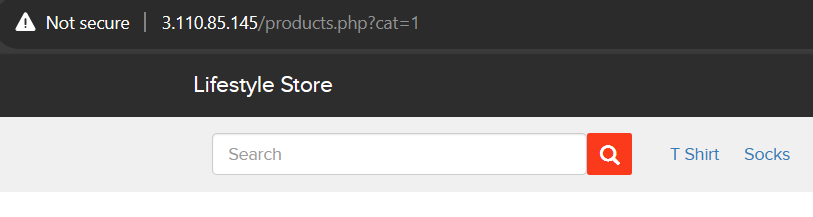 Not secure | 3.110.85.145/products.php?cat=1
Lifestyle Store
Search T Shirt Socks